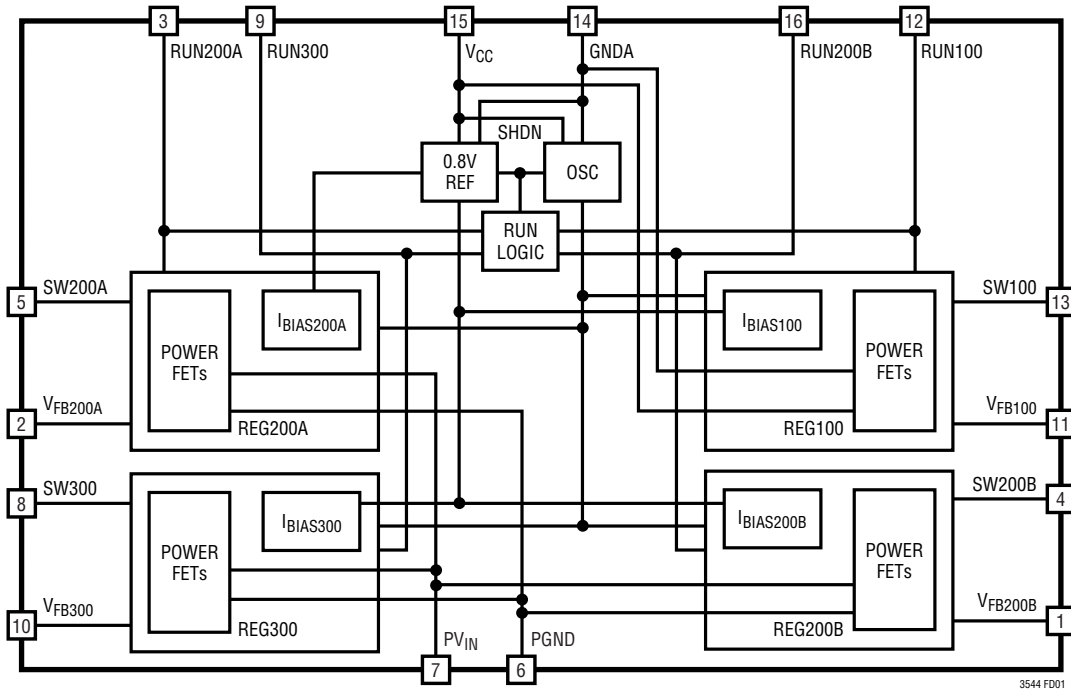 3
9
15
14
16
12
RUN200A
RUN300
VCC
GNDA
RUN200B
RUN100
SHDN
0.8V
REF
OSC
RUN
LOGIC
5
SW200A
IBIAS200A
POWER
FETs
REG200A
2
VFB200A
SW100
13
IBIAS100
POWER
FETs
REG100
VFB100
11
8
SW300
IBIAS300
POWER
FETs
REG300
10
VFB300
SW200B
4
IBIAS200B
POWER
FETs
REG200B
VFB200B
1
PVIN
PGND
7
6
3544 FD01